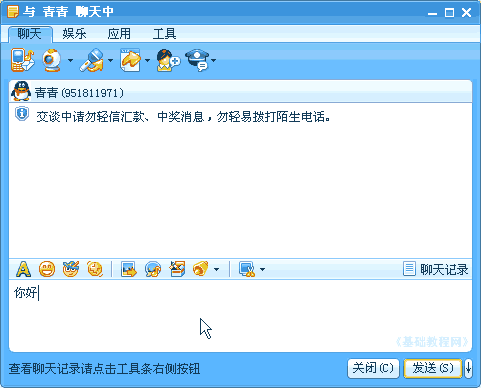 与 青青 聊天中
聊天 娱乐 应用 工具
青青(951811971)
交谈中请勿轻信汇款、中奖消息，勿轻易拨打陌生电话。
聊天记录
你好
《基础教程网》
查看聊天记录请点击工具条右侧按钮 关闭(C) 发送(S)